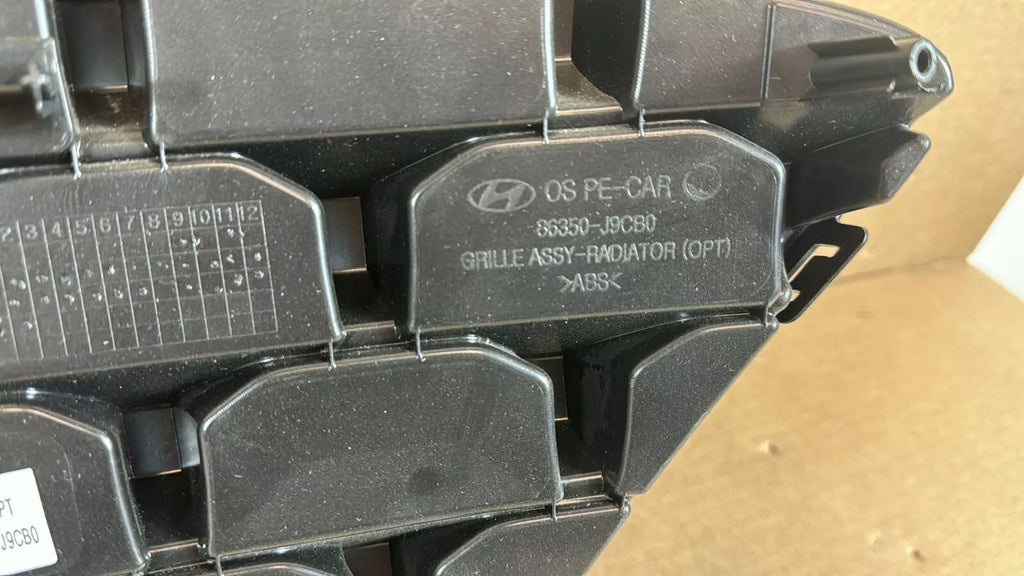 OS PE-CAR
86350-J9CB0
GRILLE ASSY-RADIATOR (OPT)
>ABS<
2 3 4 5 6 7 8 9 10 11 12
PT
J9CB0